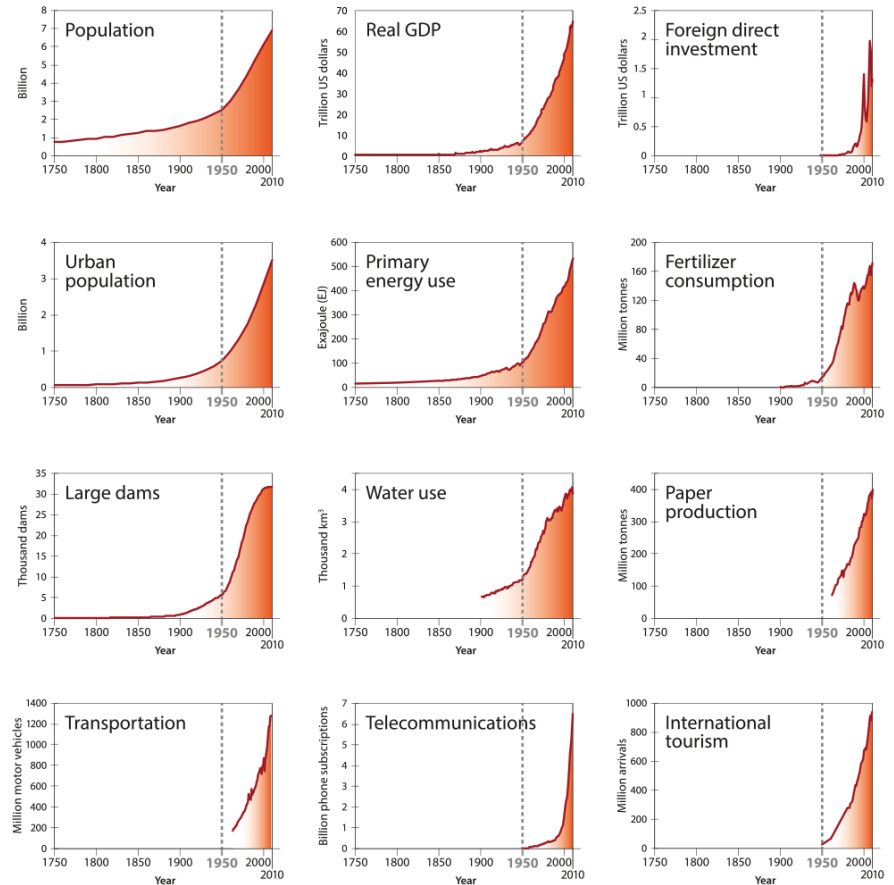 Population
Billion
8
7
6
5
4
3
2
1
0
1750 1800 1850 1900 1950 2000 2010
Year
Real GDP
Trillion US dollars
70
60
50
40
30
20
10
0
1750 1800 1850 1900 1950 2000 2010
Year
Foreign direct
investment
Trillion US dollars
2.5
2
1.5
1
0.5
0
1750 1800 1850 1900 1950 2000 2010
Year
Urban
population
Billion
4
3
2
1
0
1750 1800 1850 1900 1950 2000 2010
Year
Primary
energy use
Exajoule (EJ)
600
500
400
300
200
100
0
1750 1800 1850 1900 1950 2000 2010
Year
Fertilizer
consumption
Million tonnes
200
160
120
80
40
0
1750 1800 1850 1900 1950 2000 2010
Year
Large dams
Thousand dams
35
30
25
20
15
10
5
0
1750 1800 1850 1900 1950 2000 2010
Year
Water use
Thousand km³
4
3
2
1
0
1750 1800 1850 1900 1950 2000 2010
Year
Paper
production
Million tonnes
400
300
200
100
0
1750 1800 1850 1900 1950 2000 2010
Year
Transportation
Million motor vehicles
1400
1200
1000
800
600
400
200
0
1750 1800 1850 1900 1950 2000 2010
Year
Telecommunications
Billion phone subscriptions
7
6
5
4
3
2
1
0
1750 1800 1850 1900 1950 2000 2010
Year
International
tourism
Million arrivals
1000
800
600
400
200
0
1750 1800 1850 1900 1950 2000 2010
Year